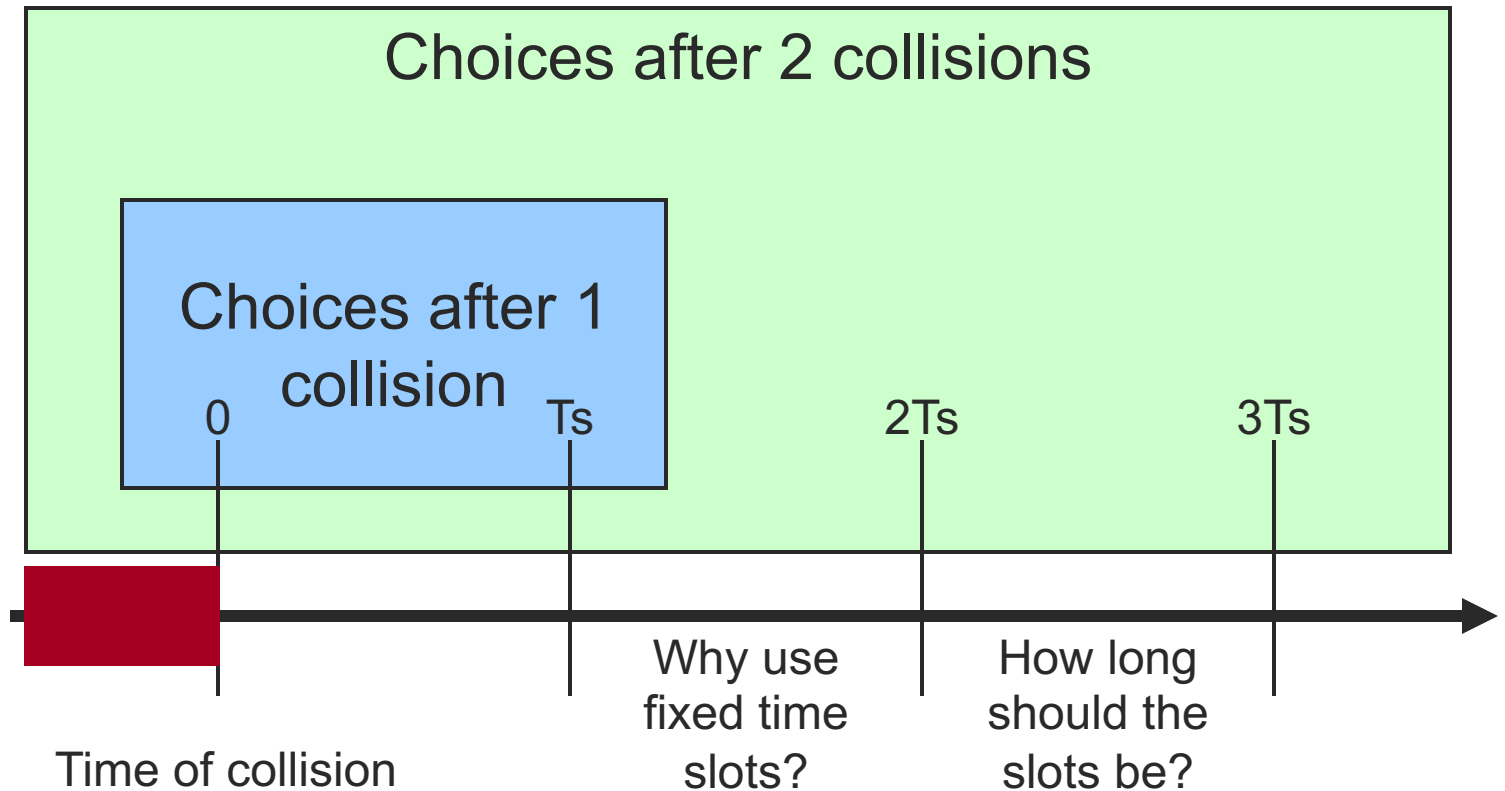 Choices after 2 collisions
Choices after 1
collision
0
Ts
2Ts
3Ts
Why use
fixed time
slots?
How long
should the
slots be?
Time of collision